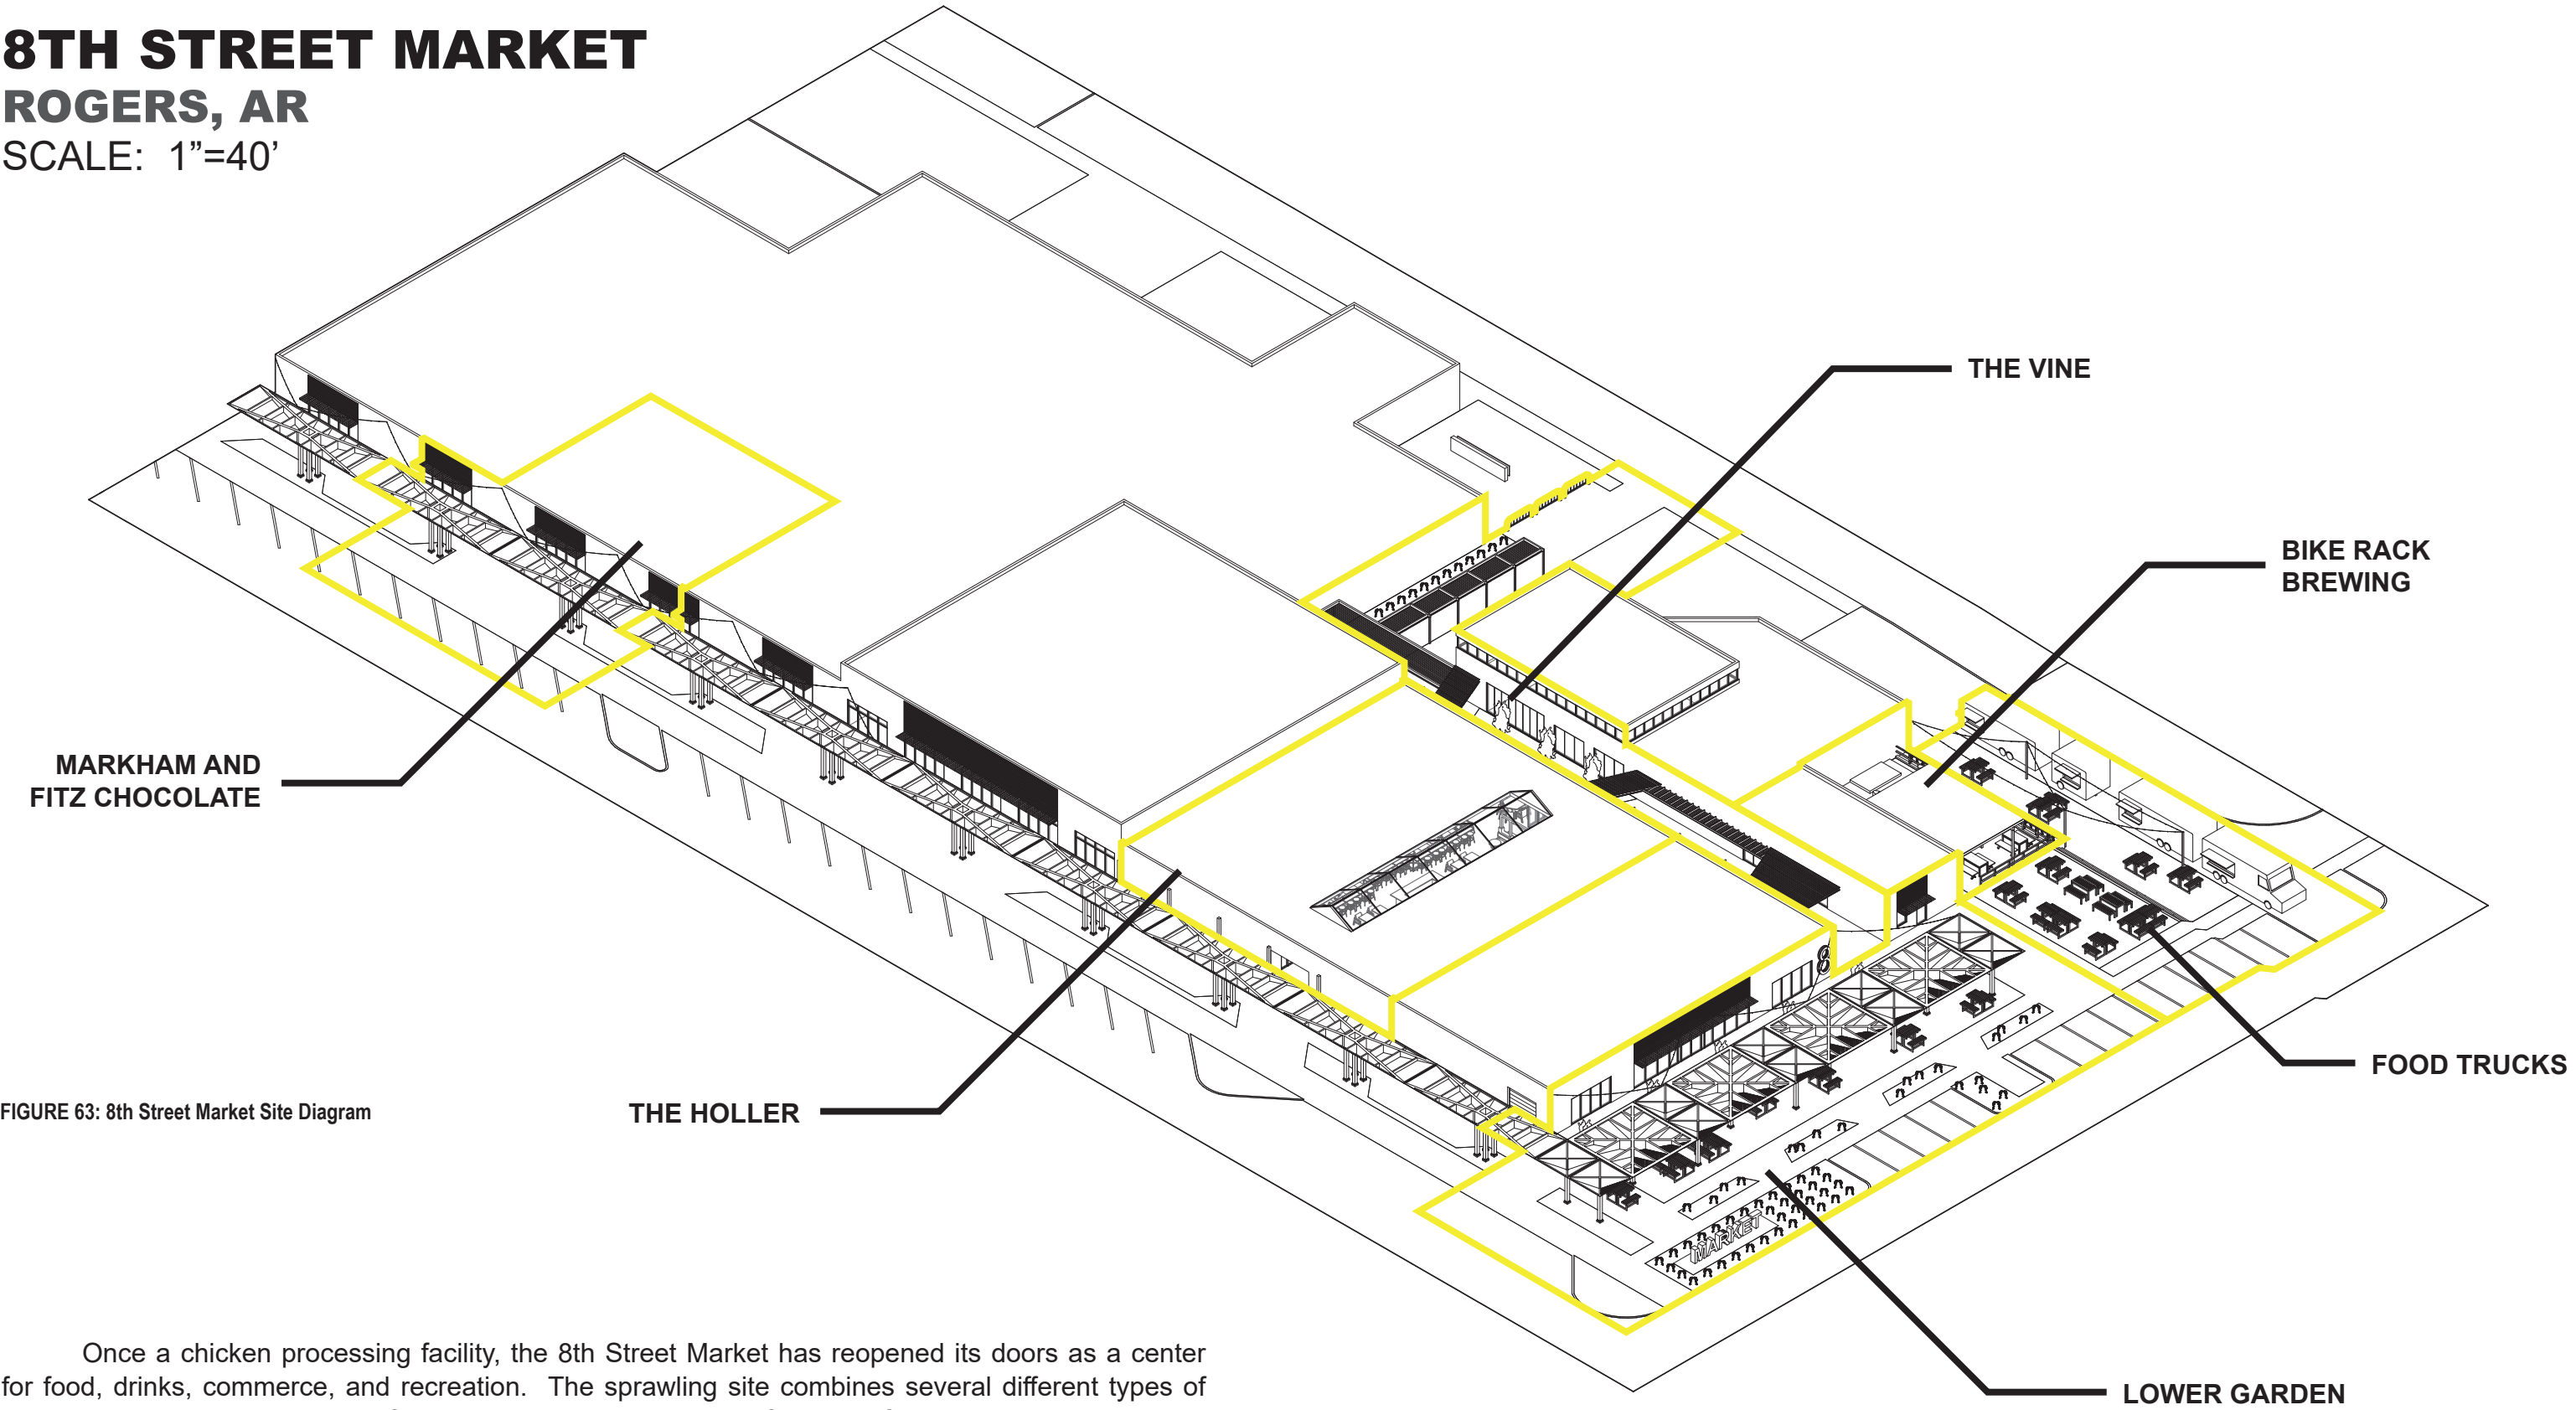 8TH STREET MARKET
ROGERS, AR
SCALE:  1”=40’
THE VINE
BIKE RACK
BREWING
MARKHAM AND
FITZ CHOCOLATE
8
FOOD TRUCKS
FIGURE 63: 8th Street Market Site Diagram
THE HOLLER
MARKET
Once a chicken processing facility, the 8th Street Market has reopened its doors as a center
for food, drinks, commerce, and recreation.  The sprawling site combines several different types of
LOWER GARDEN